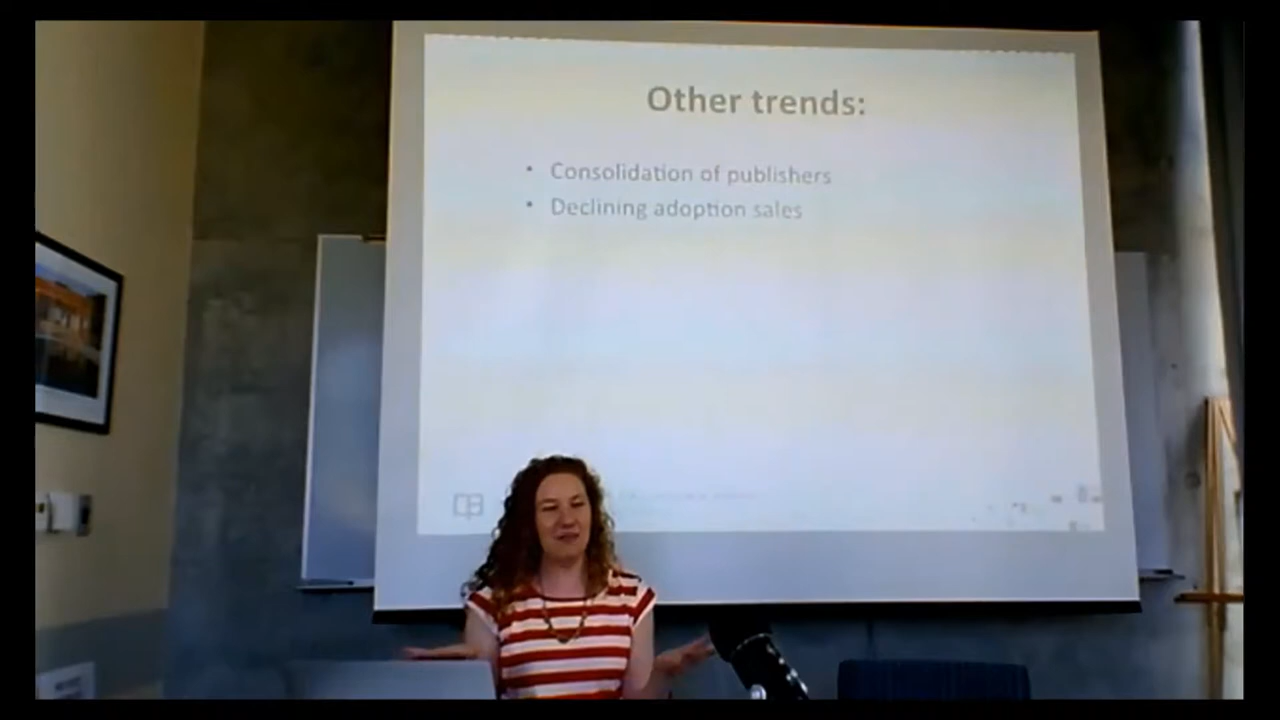 Other trends:
• Consolidation of publishers
• Declining adoption sales